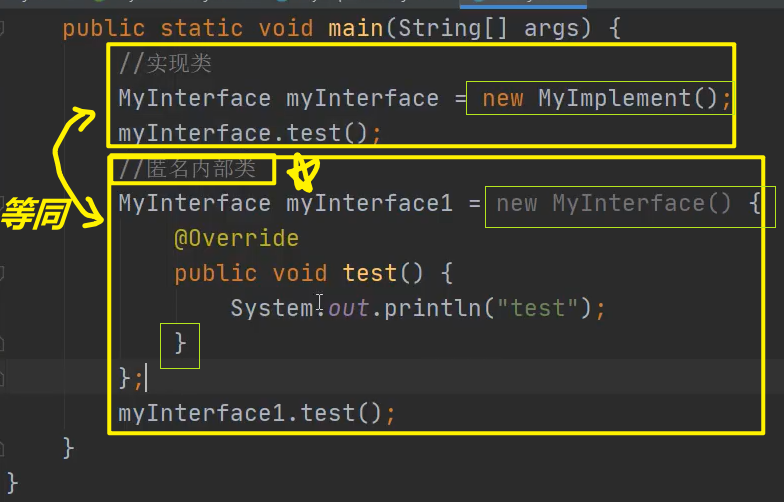 public static void main(String[] args) {
//实现类
MyInterface myInterface = new MyImplement();
myInterface.test();
//匿名内部类
MyInterface myInterface1 = new MyInterface() {
等同
@Override
public void test() {
System.out.println("test");
}
};
myInterface1.test();
}
}